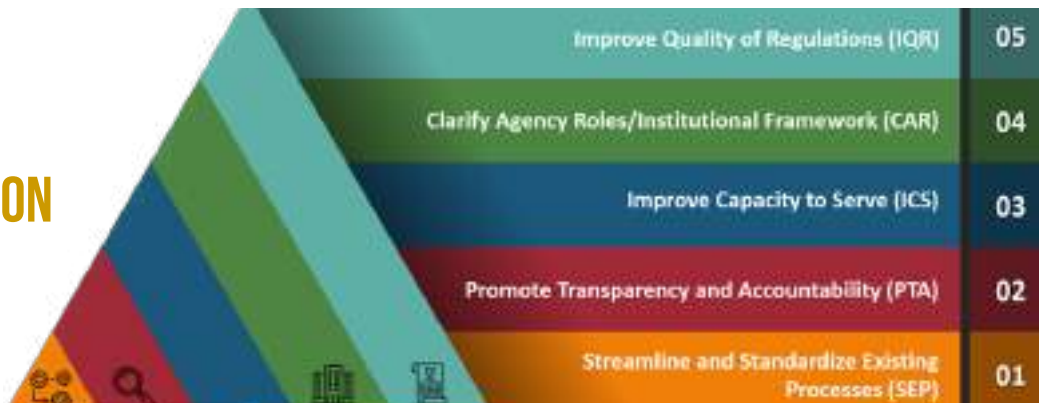 Improve Quality of Regulations (IQR) 05
Clarify Agency Roles/Institutional Framework (CAR) 04
ON
Improve Capacity to Serve (ICS) 03
Promote Transparency and Accountability (PTA) 02
Streamline and Standardize Existing
Processes (SEP) 01